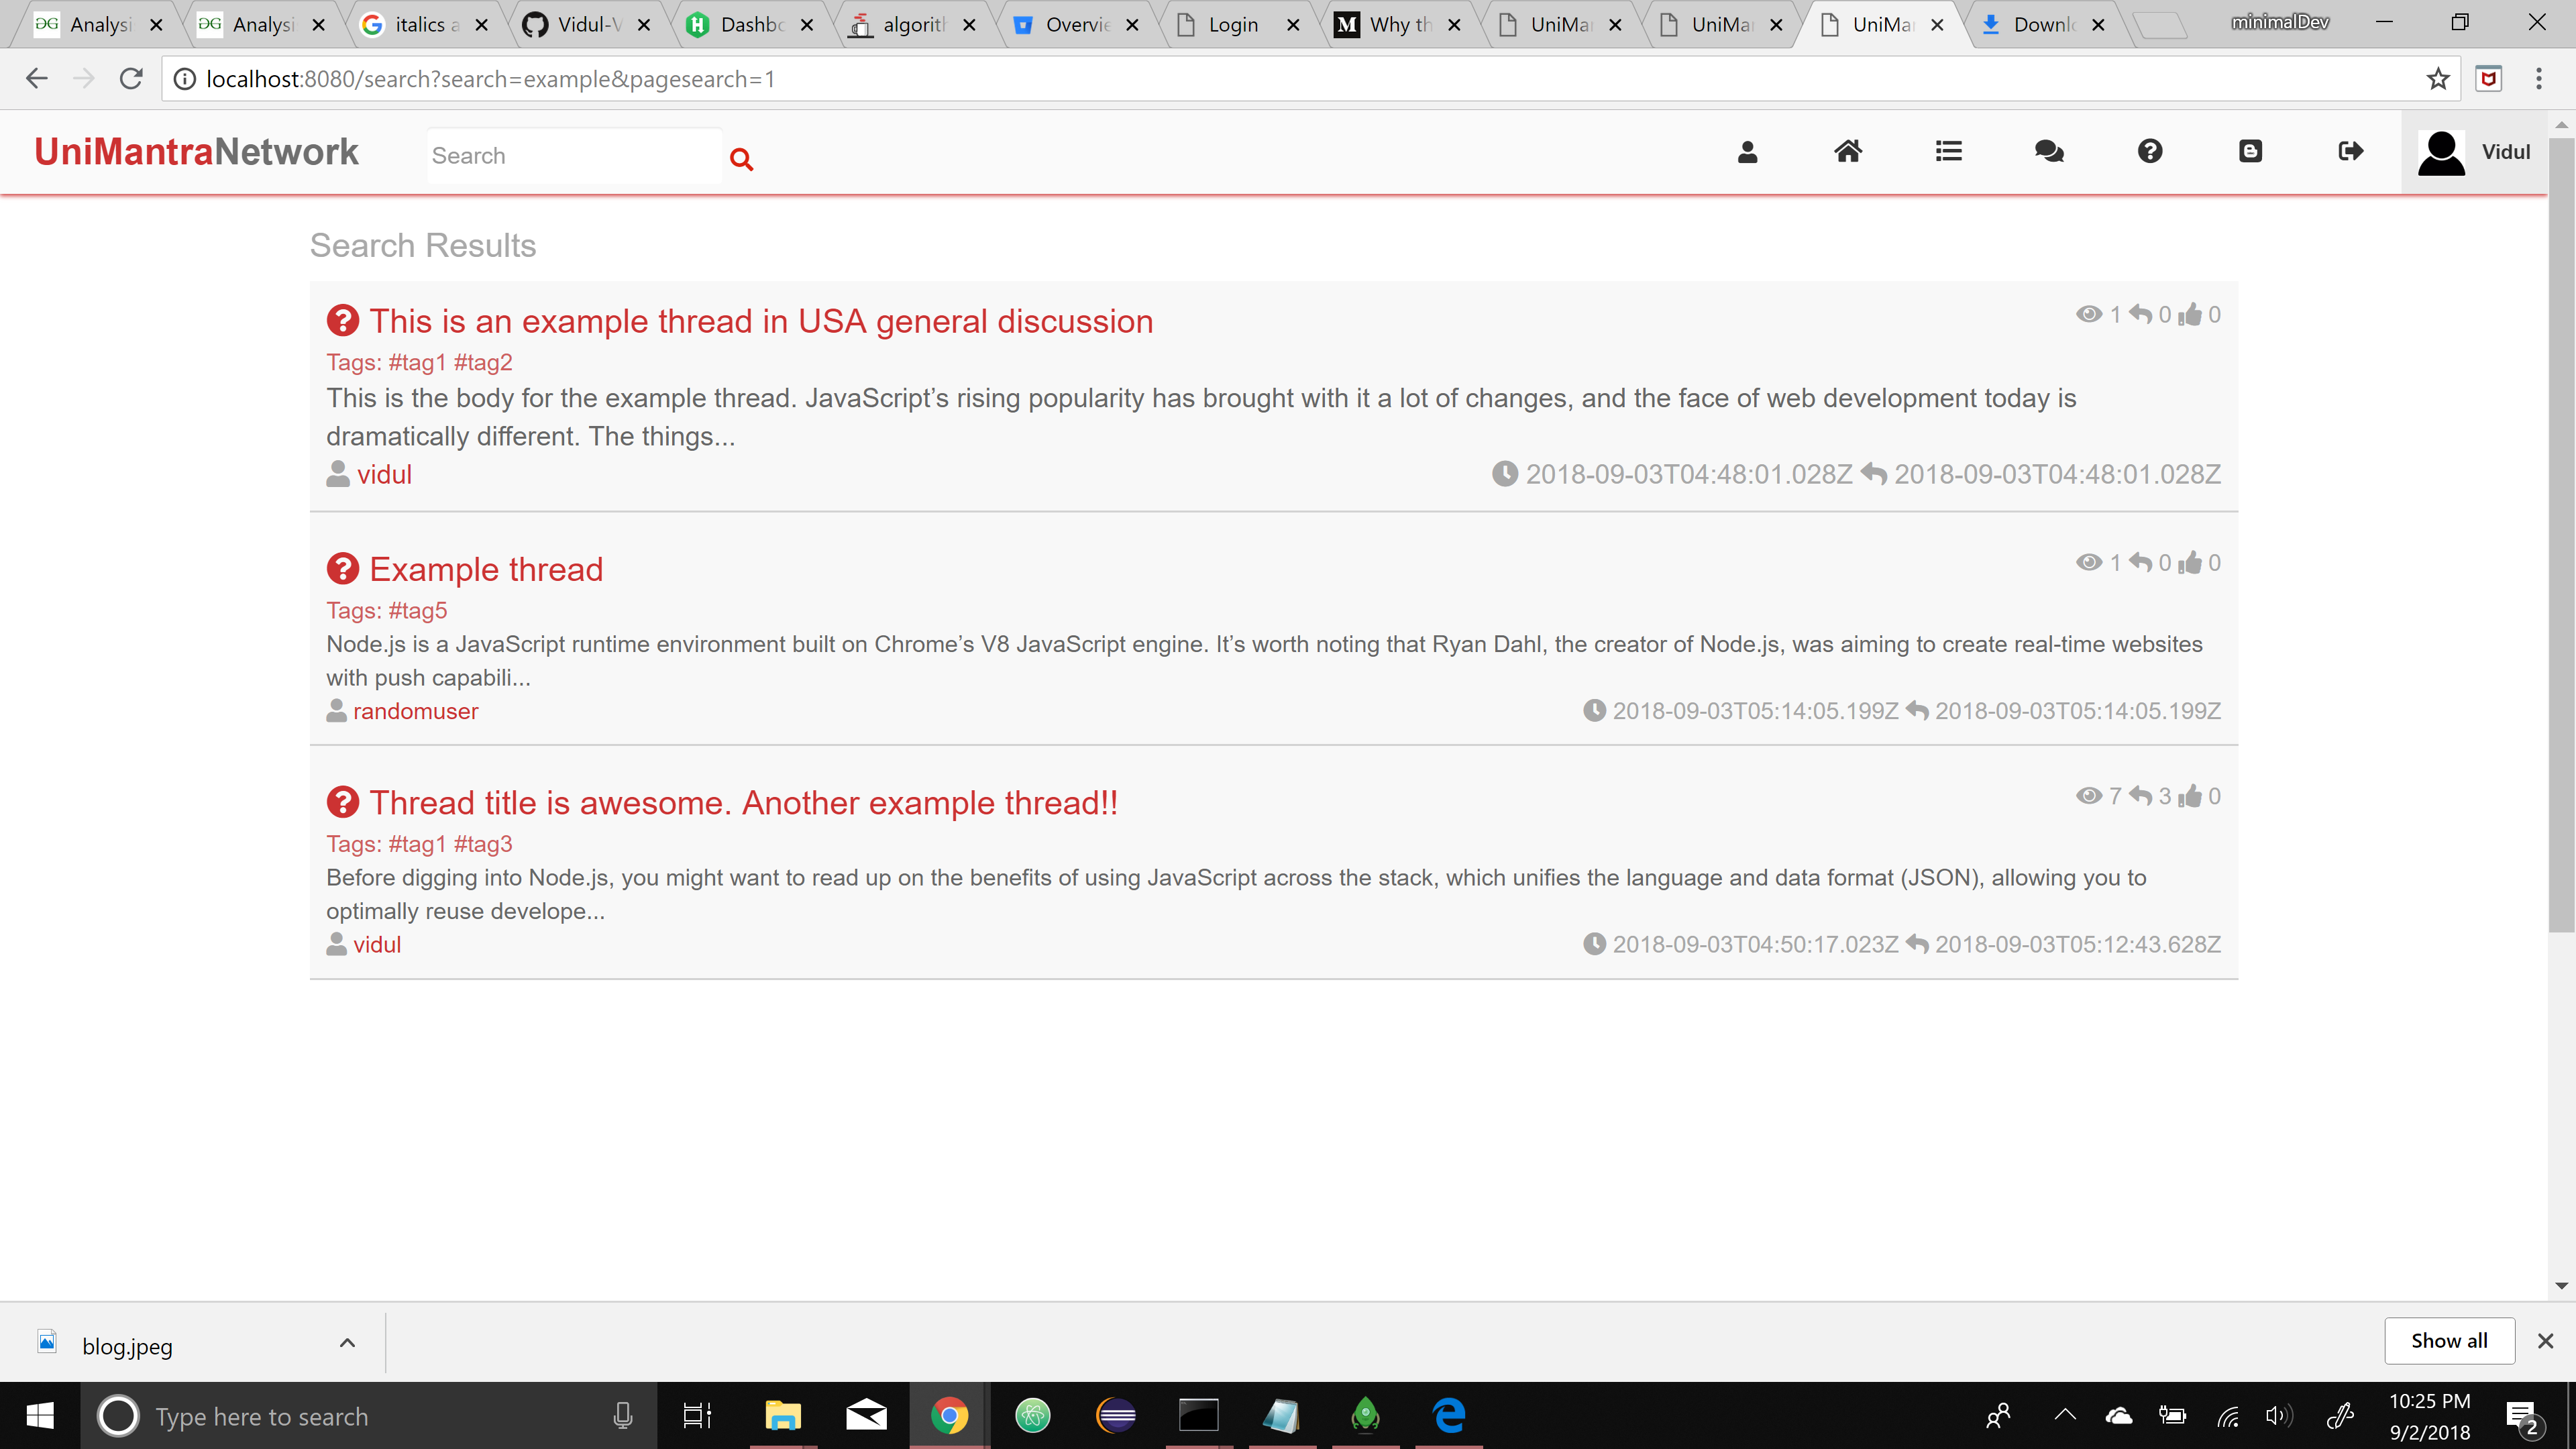 Analysi
Analysi
italics a
Vidul-V
Dashbo
algorith
Overvie
Login
Why th
UniMar
UniMar
UniMar
Downlo
minimalDev
localhost:8080/search?search=example&pagesearch=1
UniMantraNetwork
Search
Vidul
Search Results
This is an example thread in USA general discussion
1 0 0
Tags: #tag1 #tag2
This is the body for the example thread. JavaScript’s rising popularity has brought with it a lot of changes, and the face of web development today is
dramatically different. The things...
vidul
2018-09-03T04:48:01.028Z 2018-09-03T04:48:01.028Z
Example thread
1 0 0
Tags: #tag5
Node.js is a JavaScript runtime environment built on Chrome’s V8 JavaScript engine. It’s worth noting that Ryan Dahl, the creator of Node.js, was aiming to create real-time websites
with push capabili...
randomuser
2018-09-03T05:14:05.199Z 2018-09-03T05:14:05.199Z
Thread title is awesome. Another example thread!!
7 3 0
Tags: #tag1 #tag3
Before digging into Node.js, you might want to read up on the benefits of using JavaScript across the stack, which unifies the language and data format (JSON), allowing you to
optimally reuse develope...
vidul
2018-09-03T04:50:17.023Z 2018-09-03T05:12:43.628Z
blog.jpeg
Show all
Type here to search
10:25 PM
9/2/2018
2